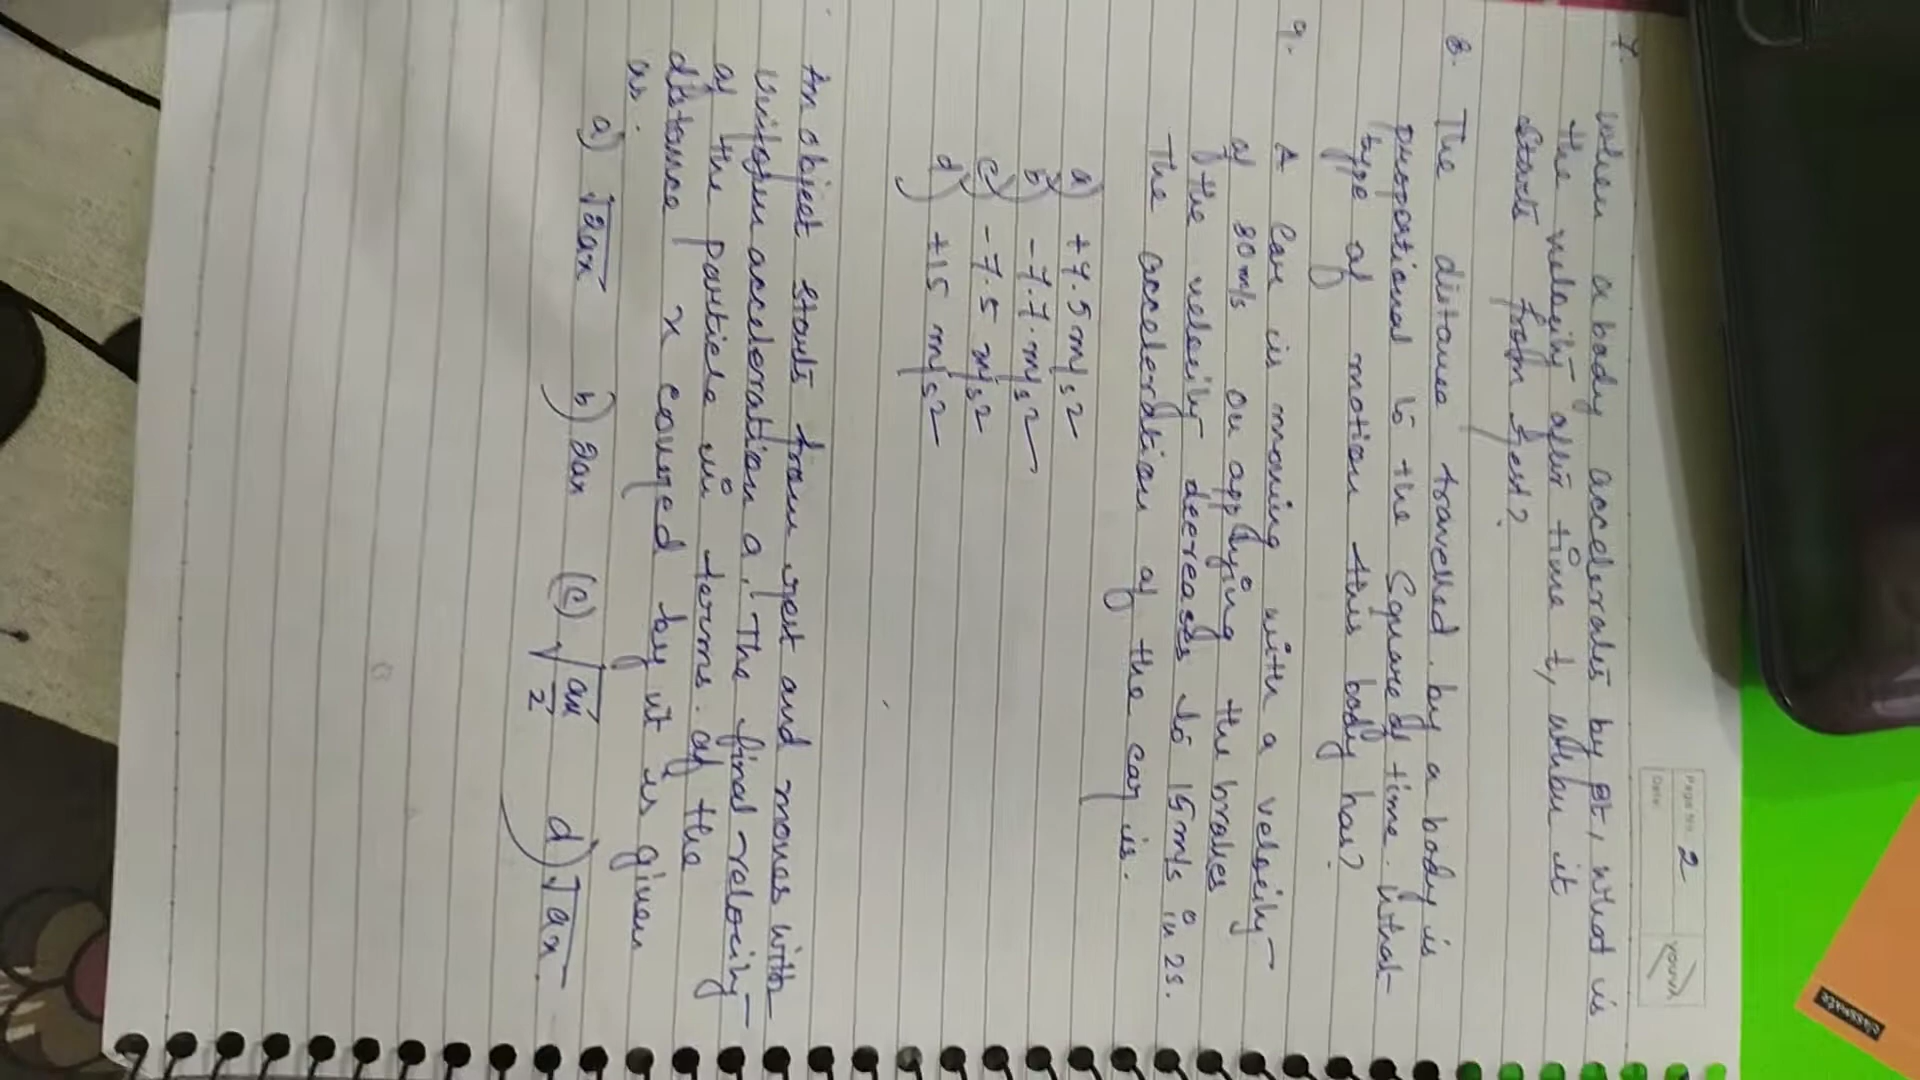 Page No. 2
Date:
youva
7. When a body accelerates by βt, what is
the velocity after time t, when it
starts from rest?
8. The distance travelled by a body is
proportional to the square of time. What
type of motion this body has?
9. A Car is moving with a velocity
of 30 m/s on applying the brakes
the velocity decreases to 15 m/s in 2s.
The acceleration of the car is.
a) +7.5 m/s2
b) -7.7 m/s2
c) -7.5 m/s2
d) +15 m/s2
An object starts from rest and moves with
uniform acceleration a. The final velocity
of the particle in terms of the
distance x covered by it is given
as.
a) √2ax b) 2ax (c) √ax/2 d) √ax
classmate